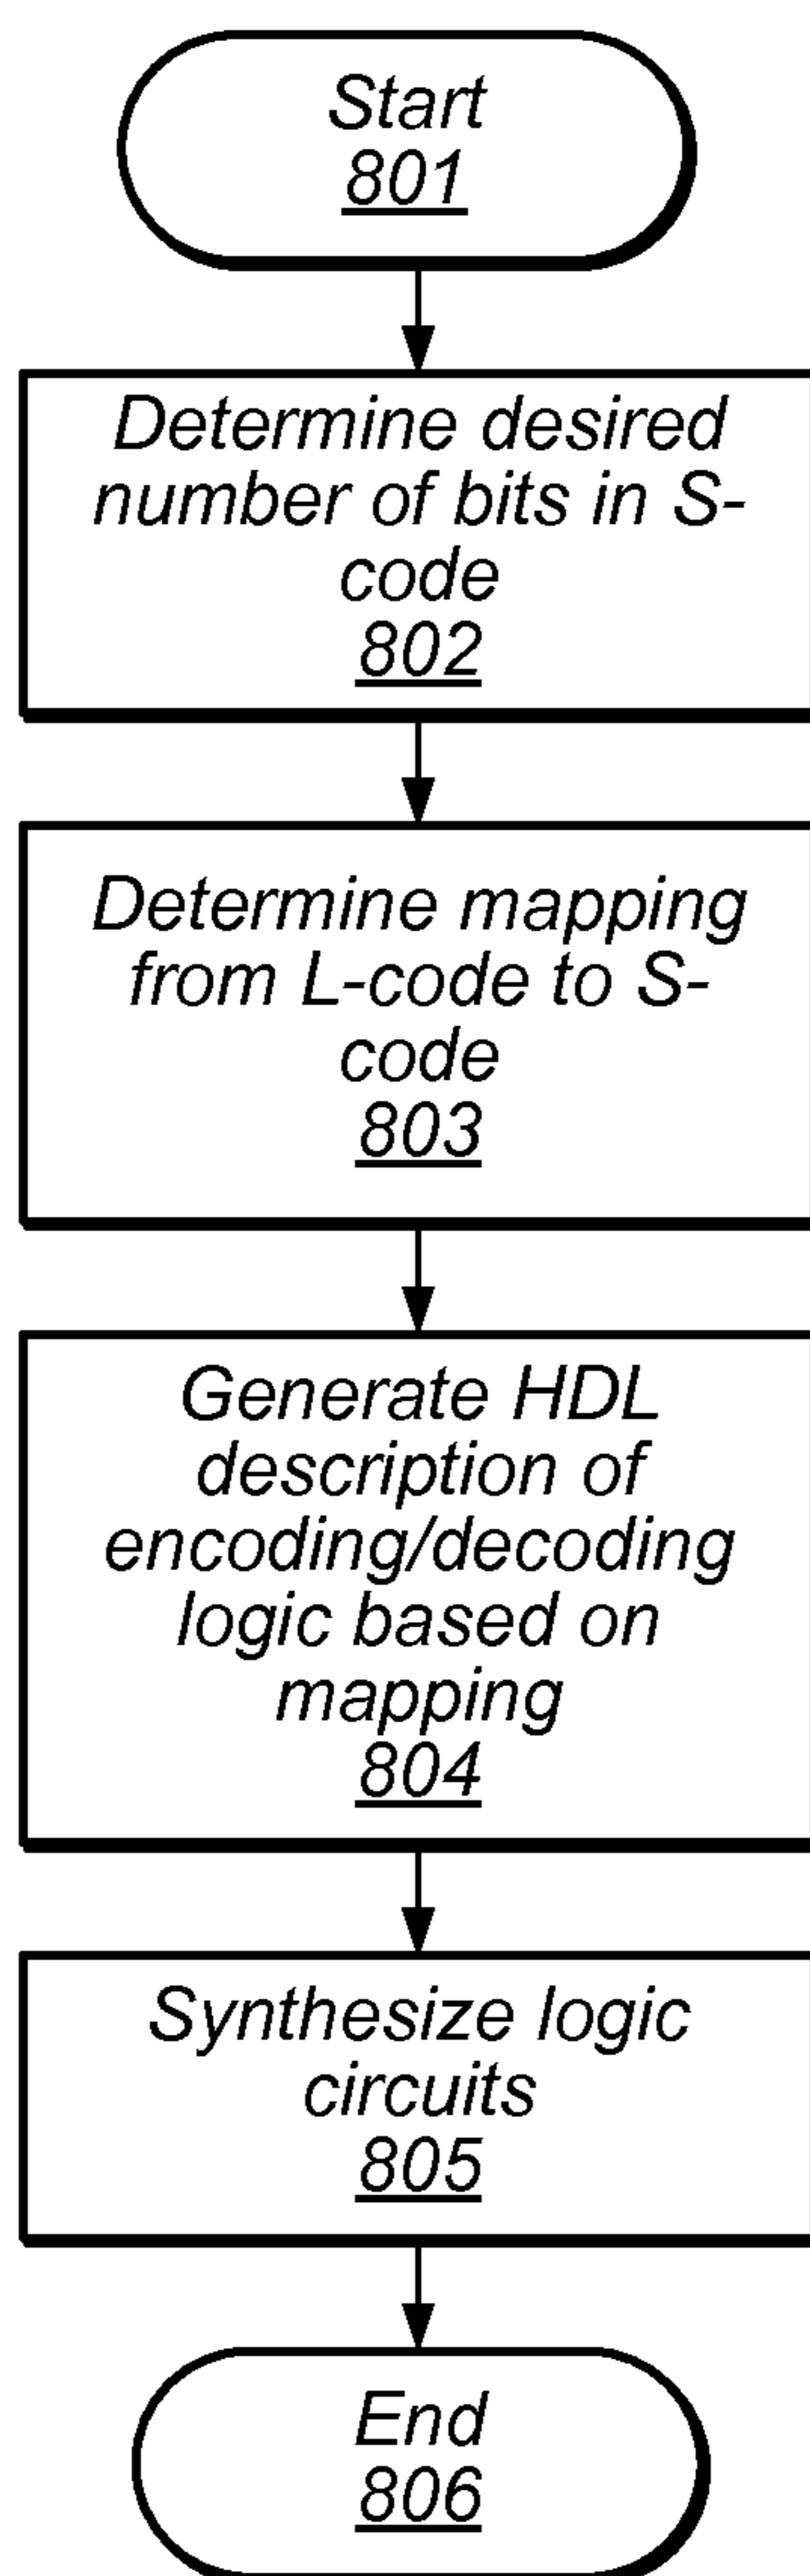 Start
801
Determine desired
number of bits in S-
code
802
Determine mapping
from L-code to S-
code
803
Generate HDL
description of
encoding/decoding
logic based on
mapping
804
Synthesize logic
circuits
805
End
806